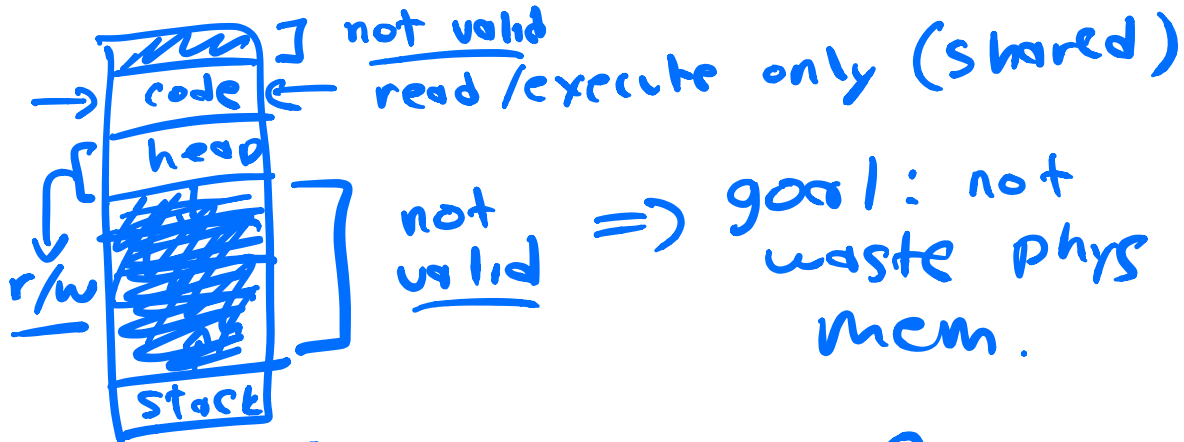 not valid
code
read/execute only (shared)
heap
r/w
not
valid
=> goal: not
waste phys
mem.
stack